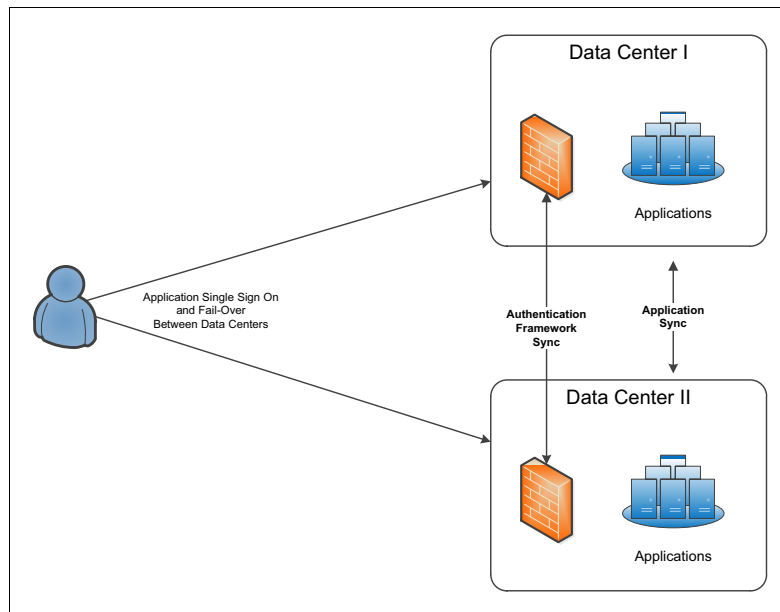 Data Center I
Applications
Application Single Sign On
and Fail-Over
Between Data Centers
Authentication
Framework
Sync
Application
Sync
Data Center II
Applications